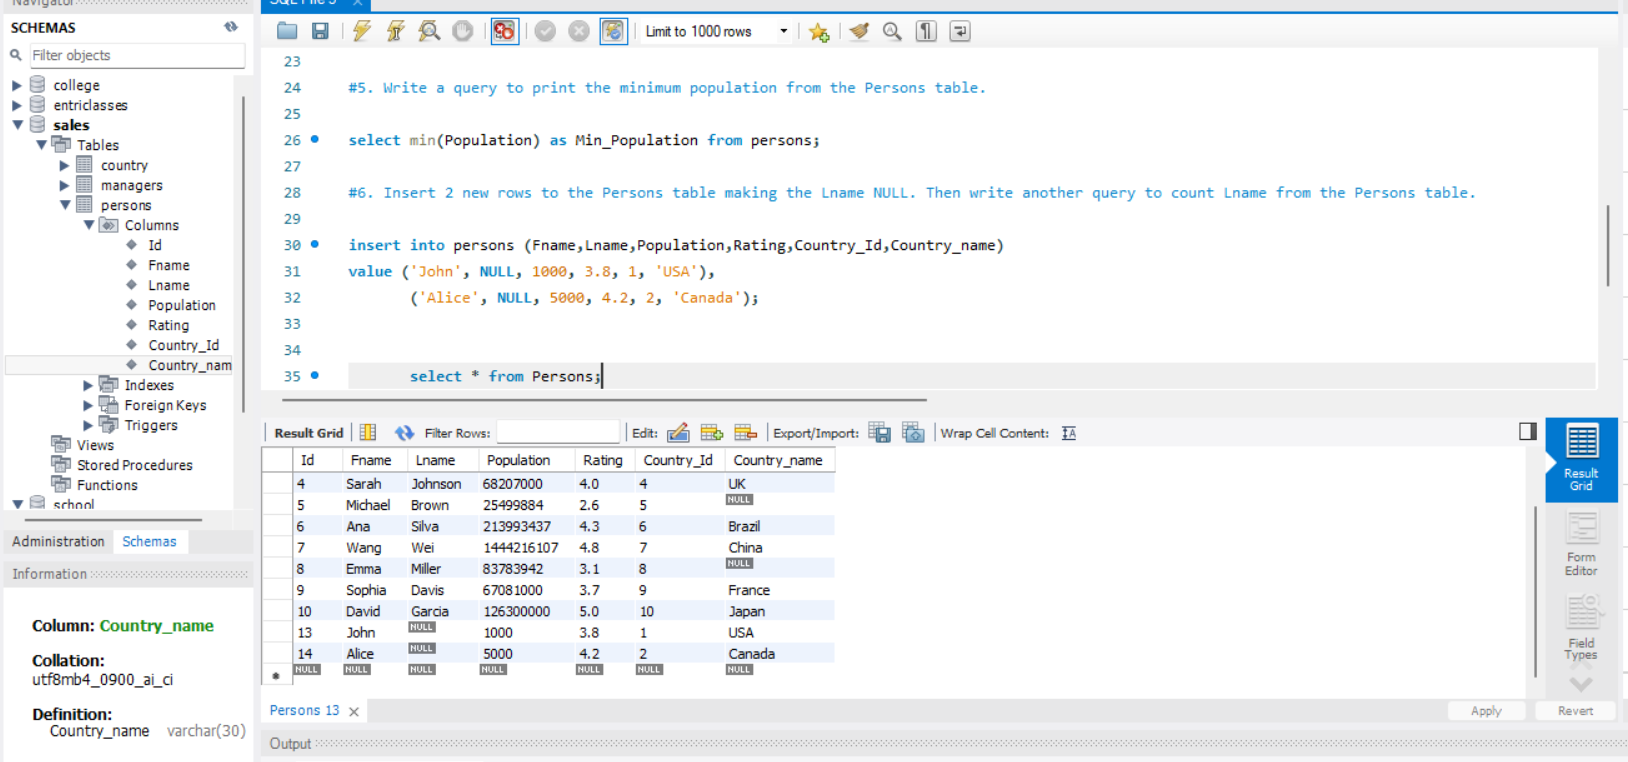 Navigator
SQL File 5
SCHEMAS
Filter objects
college
entriclasses
sales
Tables
country
managers
persons
Columns
Id
Fname
Lname
Population
Rating
Country_Id
Country_nam
Indexes
Foreign Keys
Triggers
Views
Stored Procedures
Functions
school
Administration Schemas
Information
Column: Country_name
Collation:
utf8mb4_0900_ai_ci
Definition:
Country_name varchar(30)
Limit to 1000 rows
23
24 #5. Write a query to print the minimum population from the Persons table.
25
26 select min(Population) as Min_Population from persons;
27
28 #6. Insert 2 new rows to the Persons table making the Lname NULL. Then write another query to count Lname from the Persons table.
29
30 insert into persons (Fname,Lname,Population,Rating,Country_Id,Country_name)
31 value ('John', NULL, 1000, 3.8, 1, 'USA'),
32 ('Alice', NULL, 5000, 4.2, 2, 'Canada');
33
34
35 select * from Persons;
Result Grid Filter Rows: Edit: Export/Import: Wrap Cell Content:
Id Fname Lname Population Rating Country_Id Country_name
4 Sarah Johnson 68207000 4.0 4 UK
5 Michael Brown 25499884 2.6 5 NULL
6 Ana Silva 213993437 4.3 6 Brazil
7 Wang Wei 1444216107 4.8 7 China
8 Emma Miller 83783942 3.1 8 NULL
9 Sophia Davis 67081000 3.7 9 France
10 David Garcia 126300000 5.0 10 Japan
13 John NULL 1000 3.8 1 USA
14 Alice NULL 5000 4.2 2 Canada
NULL NULL NULL NULL NULL NULL NULL
Result
Grid
Form
Editor
Field
Types
Persons 13
Apply Revert
Output